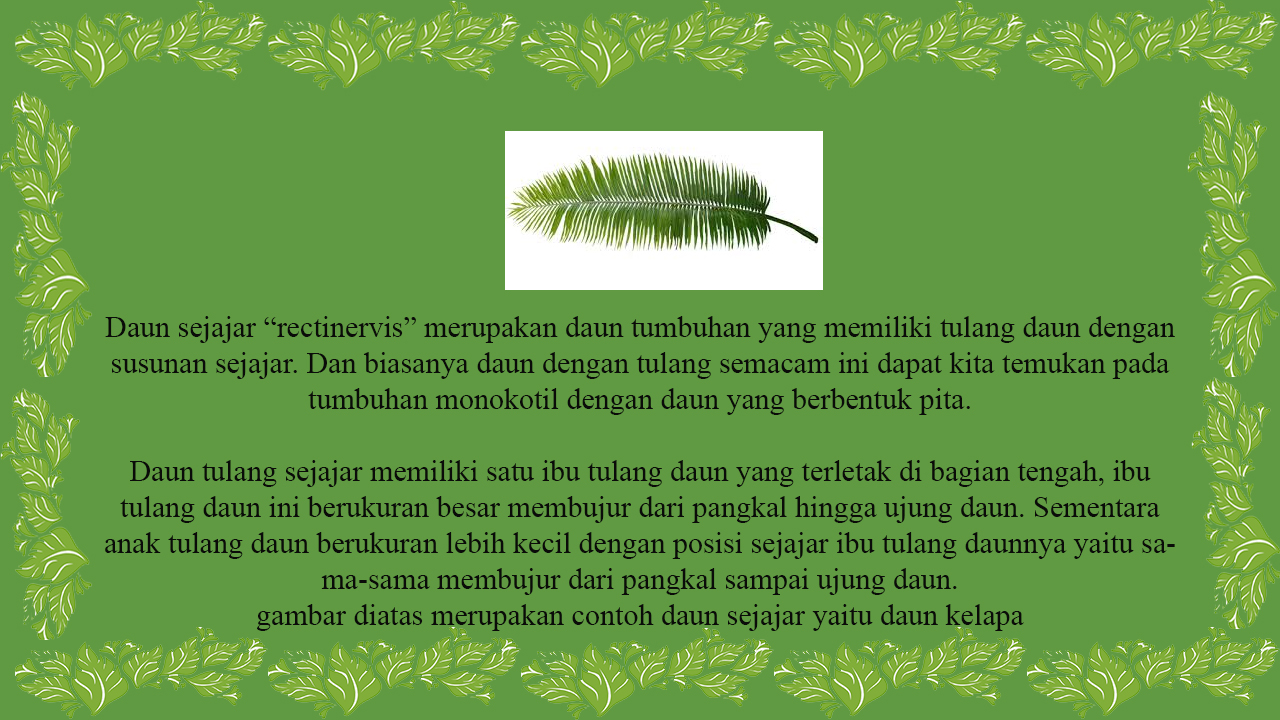 Daun sejajar “rectinervis” merupakan daun tumbuhan yang memiliki tulang daun dengan
susunan sejajar. Dan biasanya daun dengan tulang semacam ini dapat kita temukan pada
tumbuhan monokotil dengan daun yang berbentuk pita.
Daun tulang sejajar memiliki satu ibu tulang daun yang terletak di bagian tengah, ibu
tulang daun ini berukuran besar membujur dari pangkal hingga ujung daun. Sementara
anak tulang daun berukuran lebih kecil dengan posisi sejajar ibu tulang daunnya yaitu sa-
ma-sama membujur dari pangkal sampai ujung daun.
gambar diatas merupakan contoh daun sejajar yaitu daun kelapa